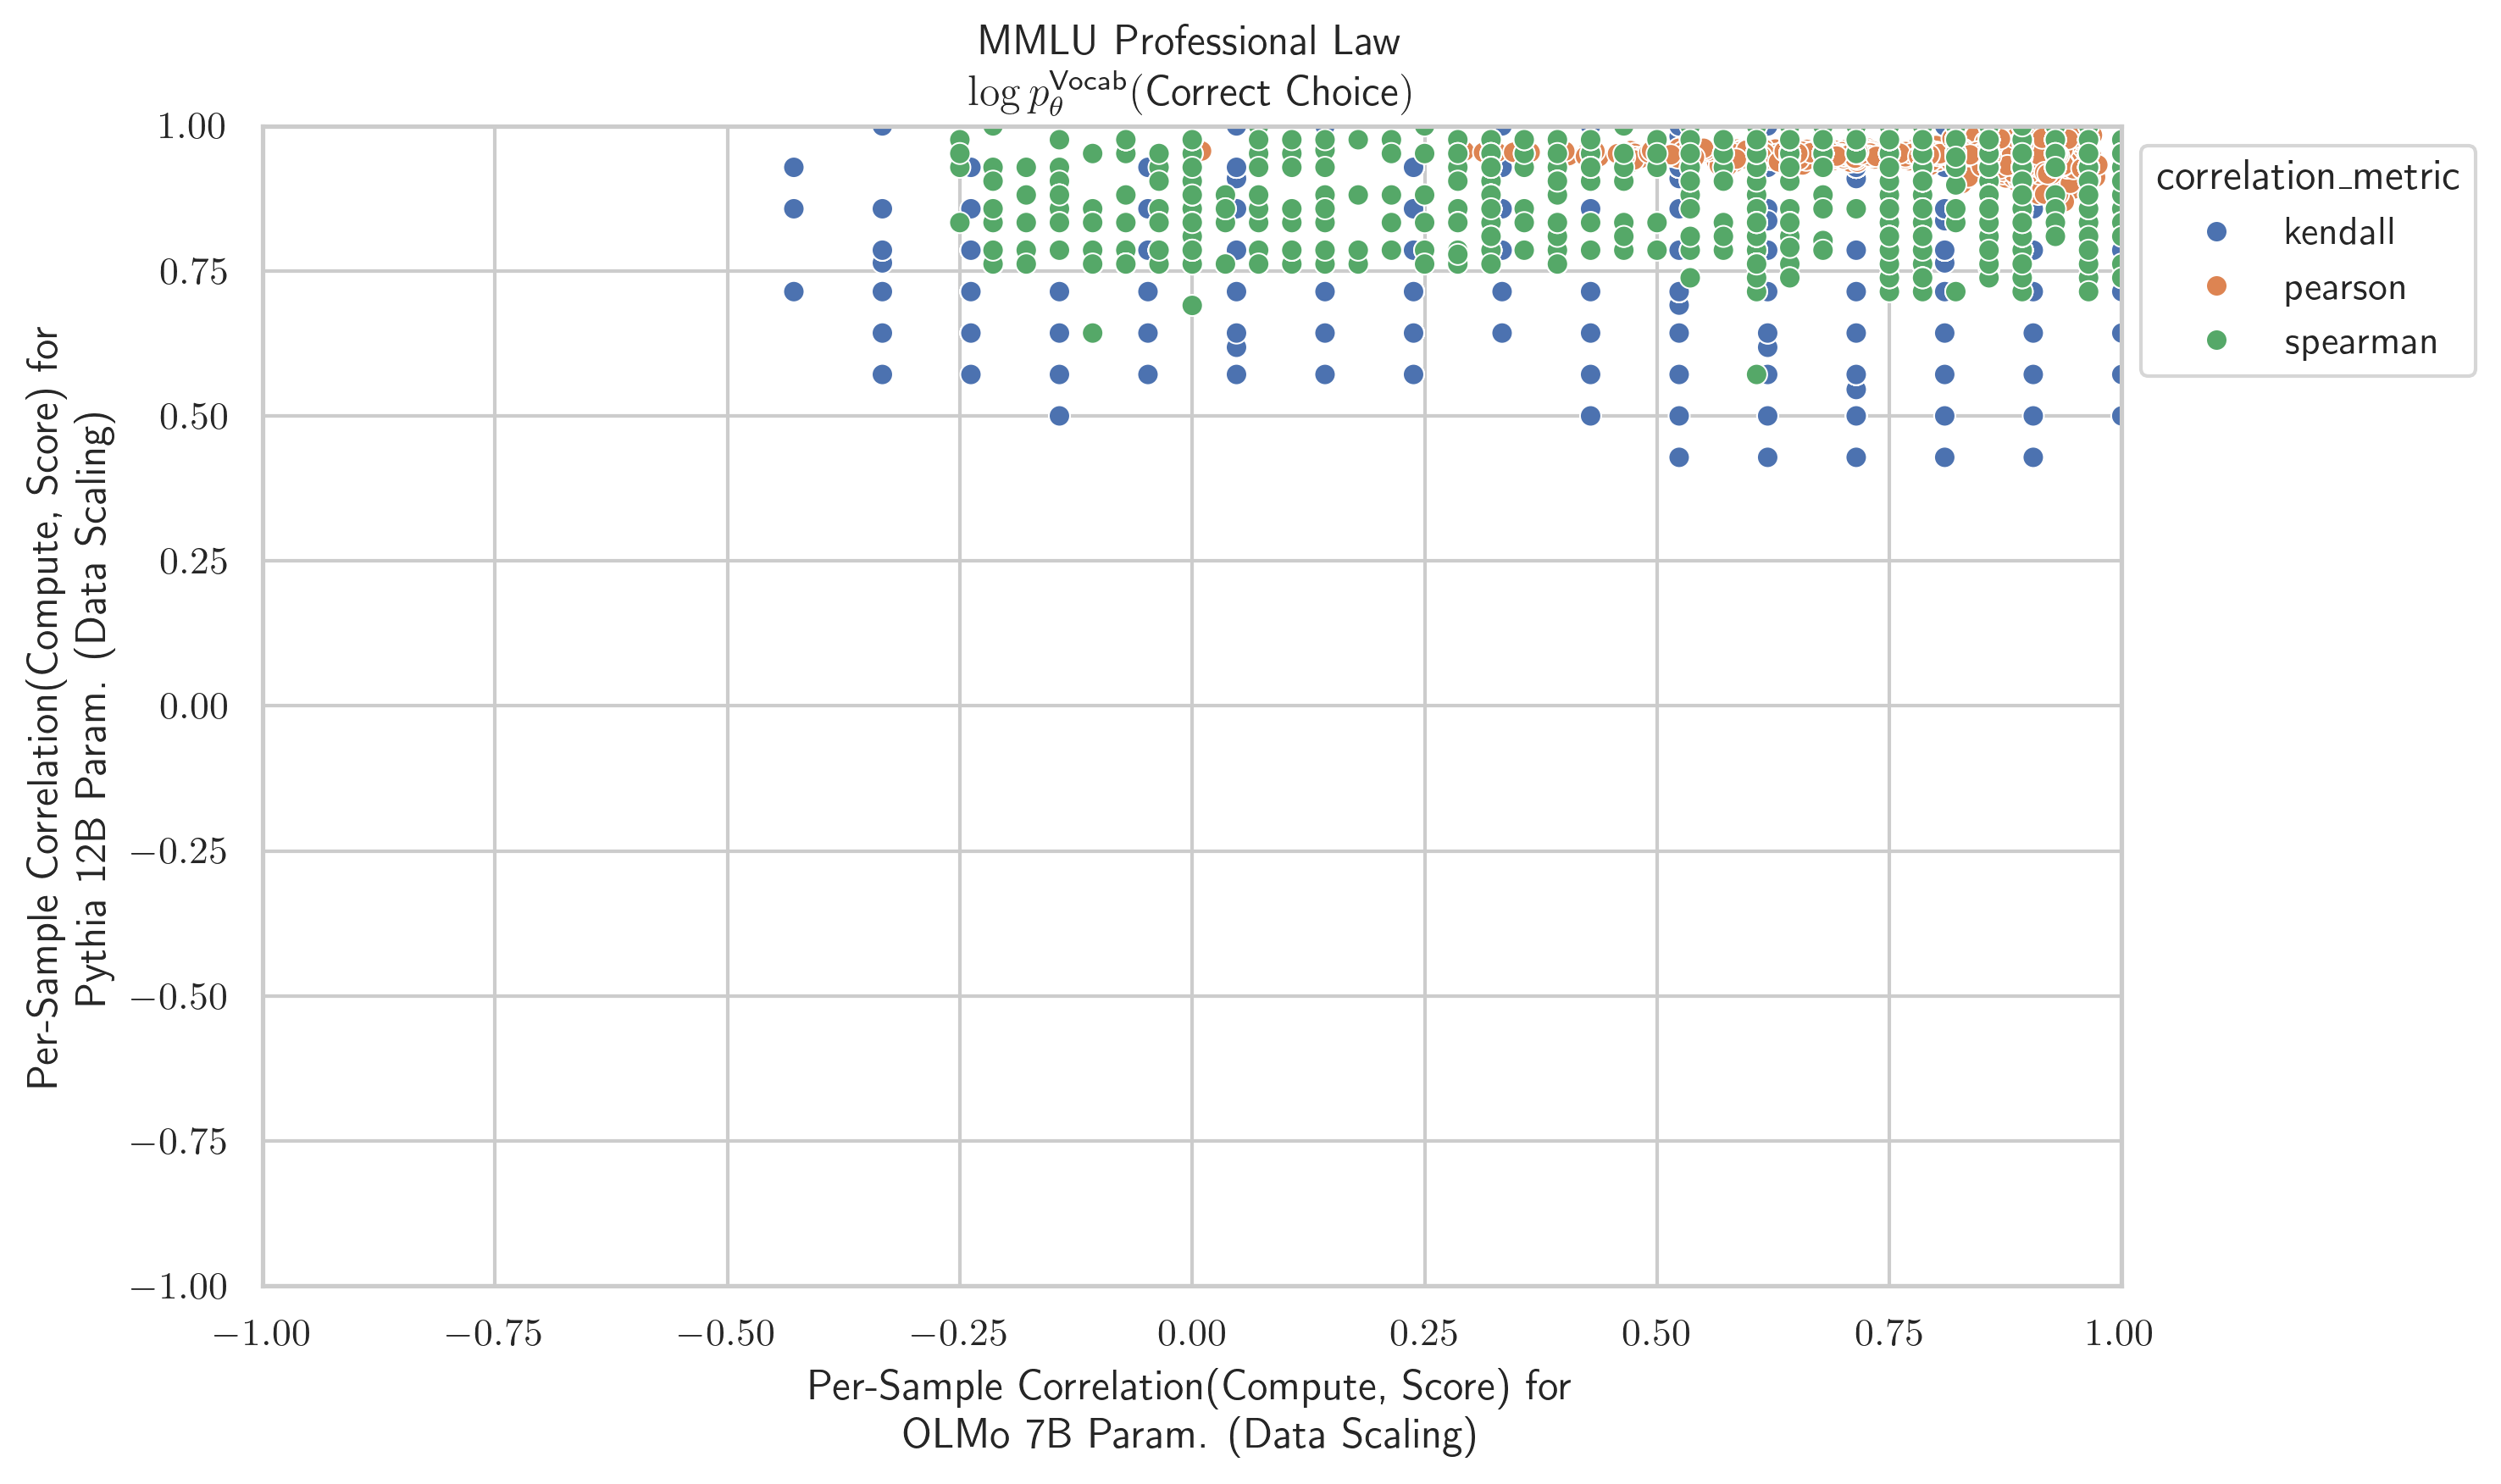 MMLU Professional Law
log p_θ^Vocab(Correct Choice)
Per-Sample Correlation(Compute, Score) for
Pythia 12B Param. (Data Scaling)
1.00
0.75
0.50
0.25
0.00
−0.25
−0.50
−0.75
−1.00
−1.00
−0.75
−0.50
−0.25
0.00
0.25
0.50
0.75
1.00
Per-Sample Correlation(Compute, Score) for
OLMo 7B Param. (Data Scaling)
correlation_metric
kendall
pearson
spearman